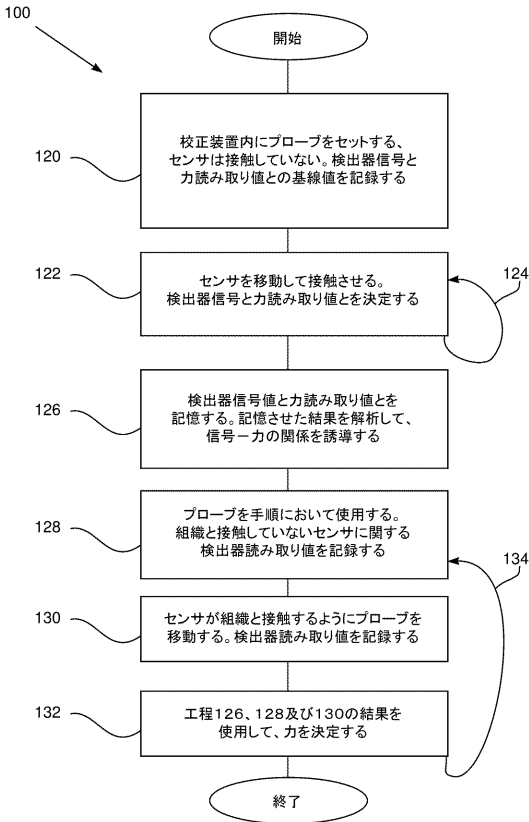 100
開始
120
校正装置内にプローブをセットする、
センサは接触していない。検出器信号と
力読み取り値との基線値を記録する
122
センサを移動して接触させる。
検出器信号と力読み取り値とを決定する
124
126
検出器信号値と力読み取り値とを
記憶する。記憶させた結果を解析して、
信号－力の関係を誘導する
128
プローブを手順において使用する。
組織と接触していないセンサに関する
検出器読み取り値を記録する
134
130
センサが組織と接触するようにプローブを
移動する。検出器読み取り値を記録する
132
工程126、128及び130の結果を
使用して、力を決定する
終了